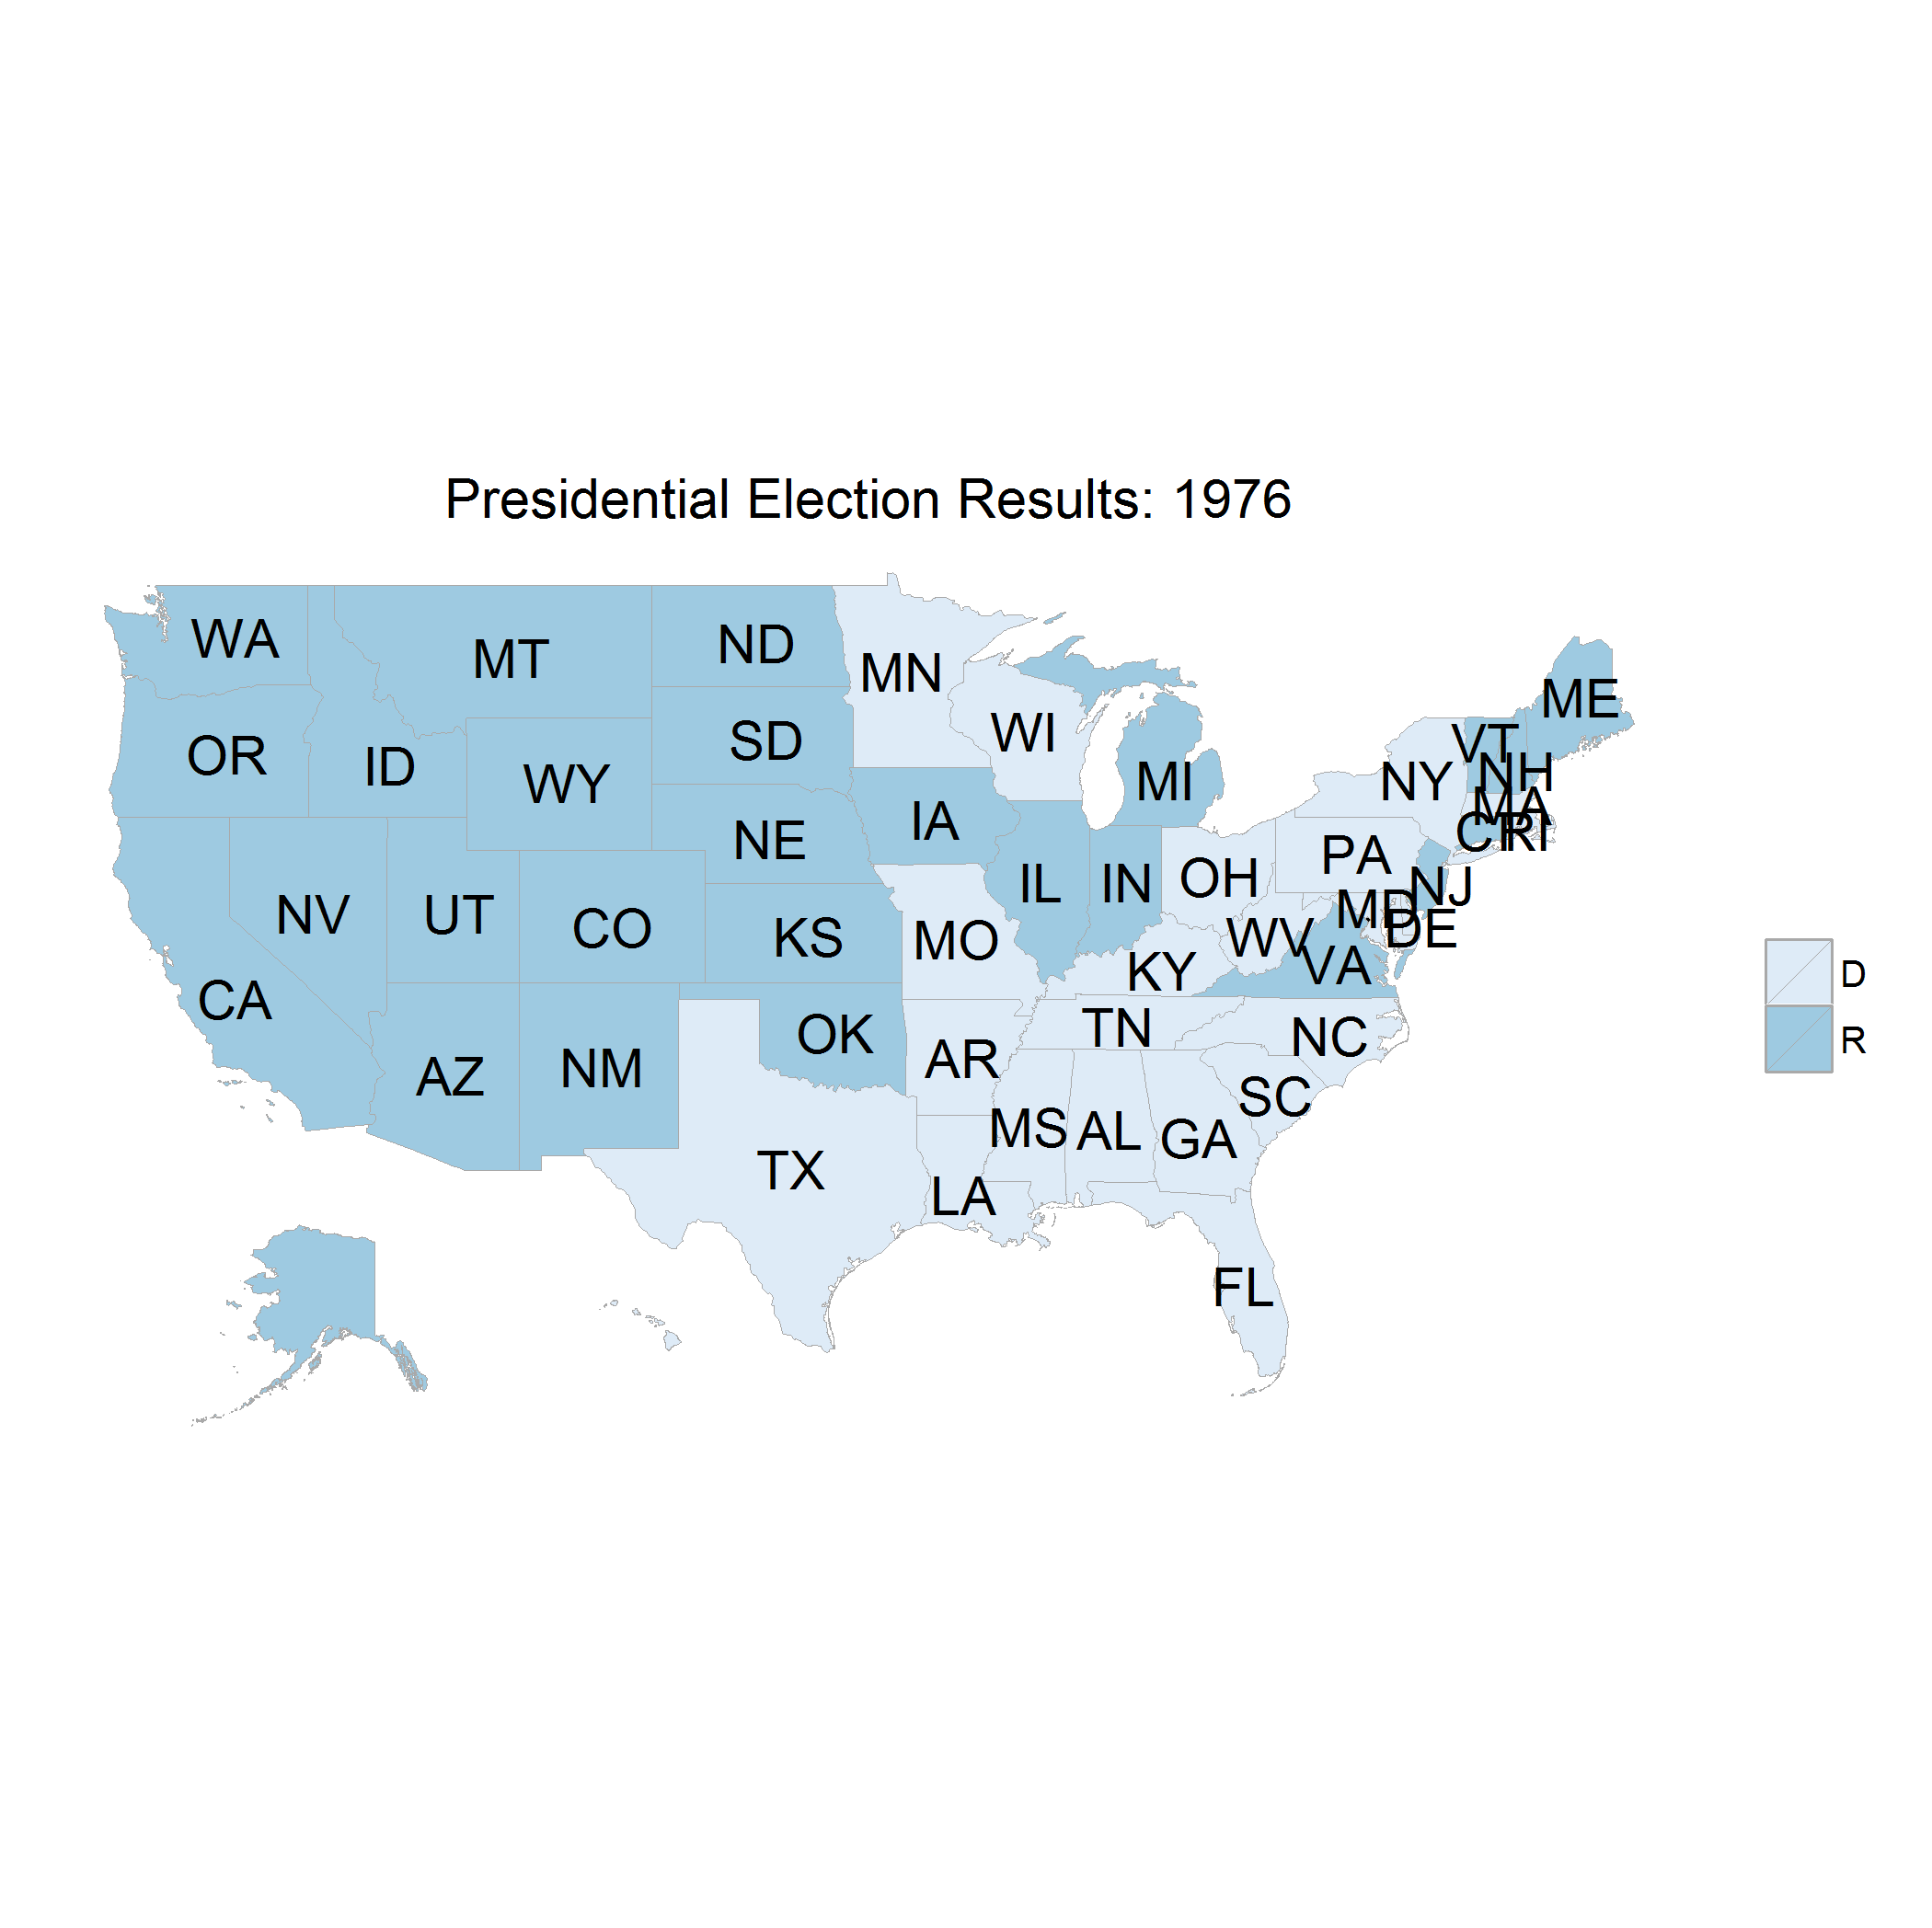 Presidential Election Results: 1976
WA
MT
ND
MN
OR
ID
WY
SD
WI
MI
ME
VT
NH
NY
MA
CT
RI
IA
NE
PA
OH
IL
IN
NJ
MD
DE
NV
UT
CO
KS
MO
WV
VA
KY
CA
AZ
NM
OK
AR
TN
NC
SC
MS
AL
GA
TX
LA
FL
D
R